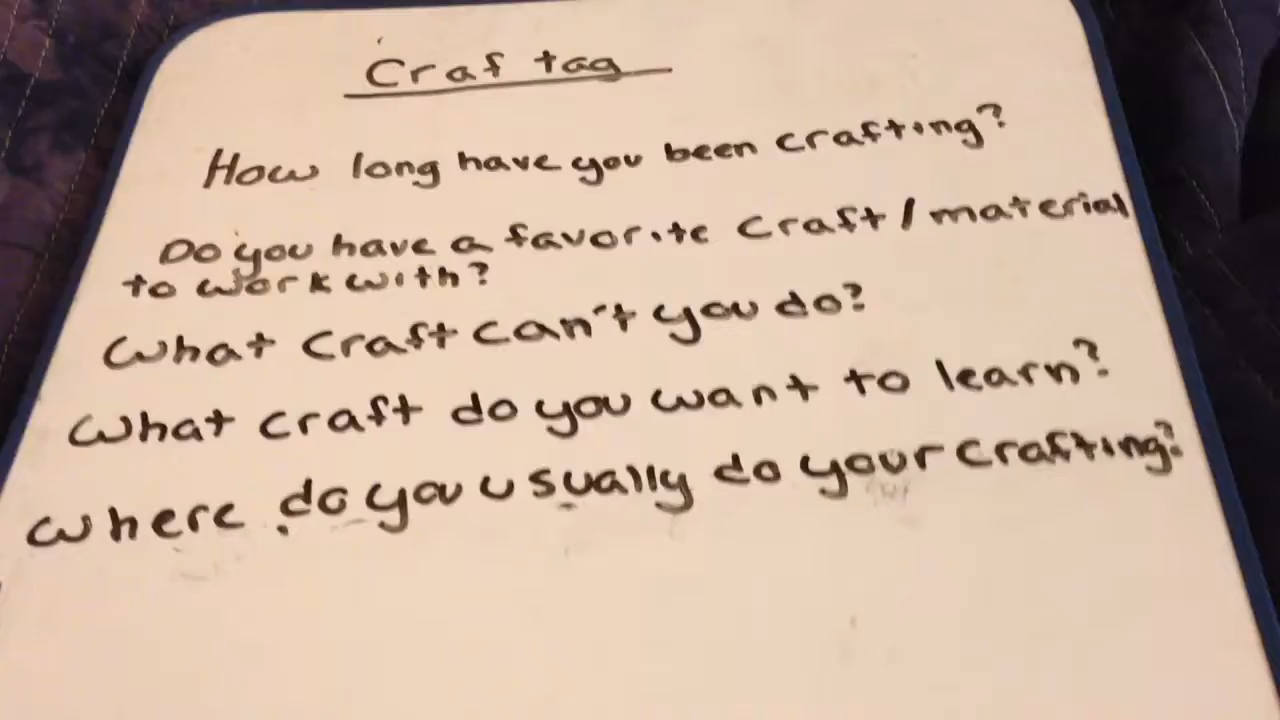 Craf tag
How long have you been crafting?
Do you have a favorite craft/material
to work with?
What craft can't you do?
What craft do you want to learn?
Where do you usually do your crafting?